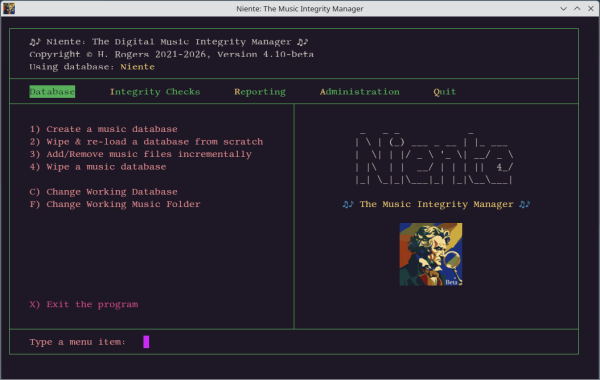 Niente: The Music Integrity Manager
♫♪ Niente: The Digital Music Integrity Manager ♫♪
Copyright © H. Rogers 2021-2026, Version 4.10-beta
Using database: Niente
Database Integrity Checks Reporting Administration Quit
1) Create a music database
2) Wipe & re-load a database from scratch
3) Add/Remove music files incrementally
4) Wipe a music database
C) Change Working Database
F) Change Working Music Folder
Niente 4
♫♪ The Music Integrity Manager ♫♪
Beta 2
X) Exit the program
Type a menu item: